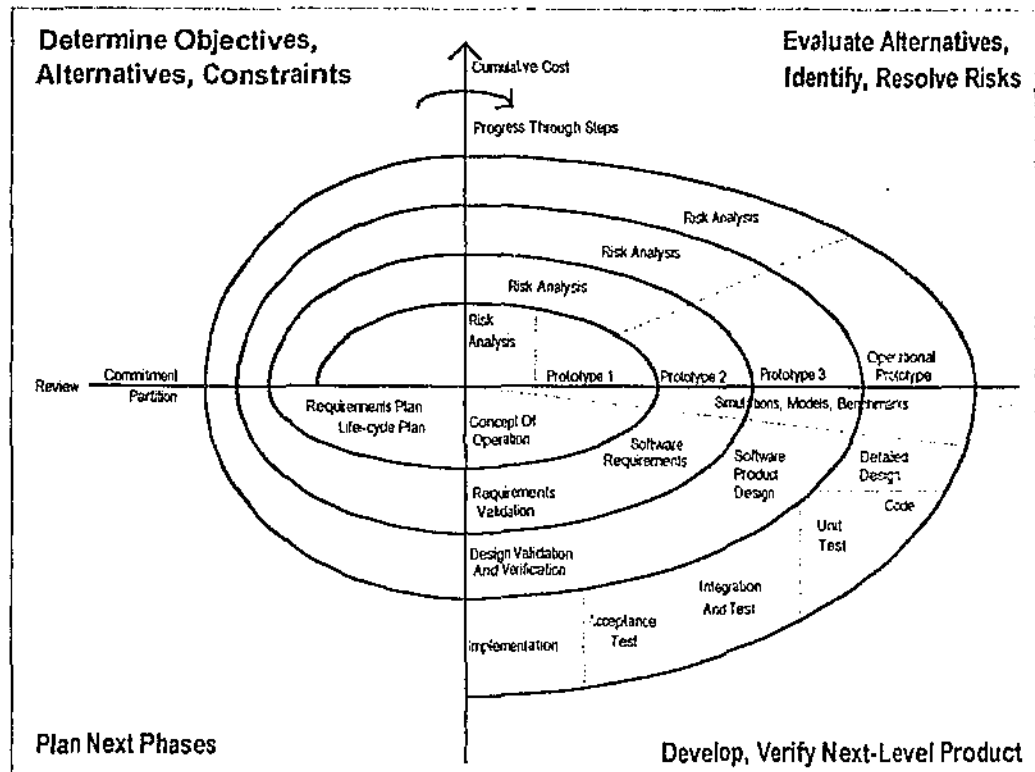 Determine Objectives,
Alternatives, Constraints
Evaluate Alternatives,
Identify, Resolve Risks
Cumulative Cost
Progress Through Steps
Risk Analysis
Risk Analysis
Risk Analysis
Risk
Analysis
Prototype 1
Prototype 2
Prototype 3
Operational
Prototype
Review
Commitment
Partition
Simulations, Models, Benchmarks
Requirements Plan
Life-cycle Plan
Concept Of
Operation
Software
Requirements
Software
Product
Design
Detailed
Design
Code
Requirements
Validation
Unit
Test
Design Validation
And Verification
Integration
And Test
Acceptance
Test
Implementation
Plan Next Phases
Develop, Verify Next-Level Product